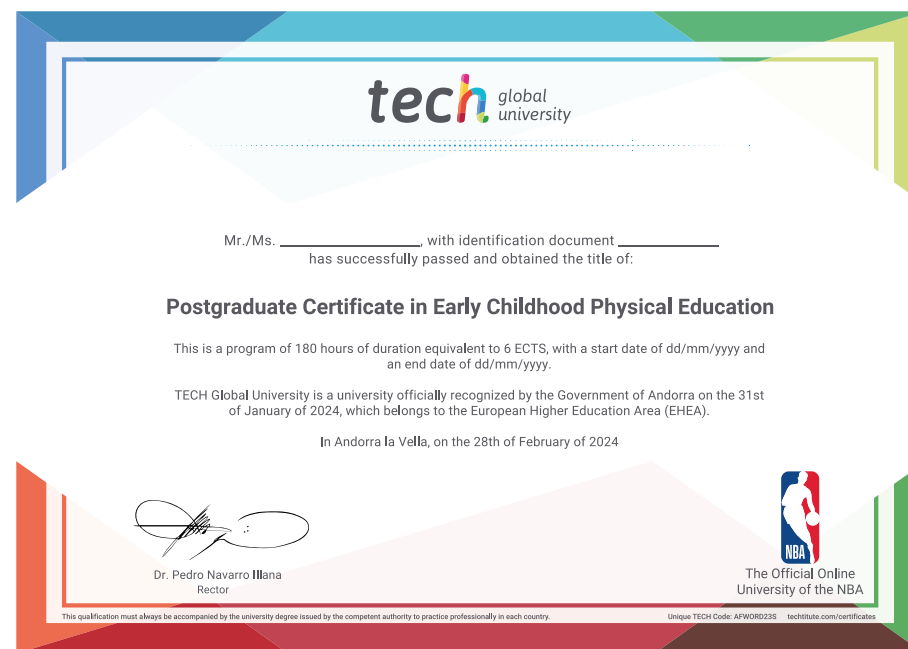 tech global university
Mr./Ms. ____________, with identification document ____________
has successfully passed and obtained the title of:
Postgraduate Certificate in Early Childhood Physical Education
This is a program of 180 hours of duration equivalent to 6 ECTS, with a start date of dd/mm/yyyy and
an end date of dd/mm/yyyy.
TECH Global University is a university officially recognized by the Government of Andorra on the 31st
of January of 2024, which belongs to the European Higher Education Area (EHEA).
In Andorra la Vella, on the 28th of February of 2024
Dr. Pedro Navarro Illana
Rector
NBA
The Official Online
University of the NBA
This qualification must always be accompanied by the university degree issued by the competent authority to practice professionally in each country.
Unique TECH Code: AFWORD23S techtitute.com/certificates